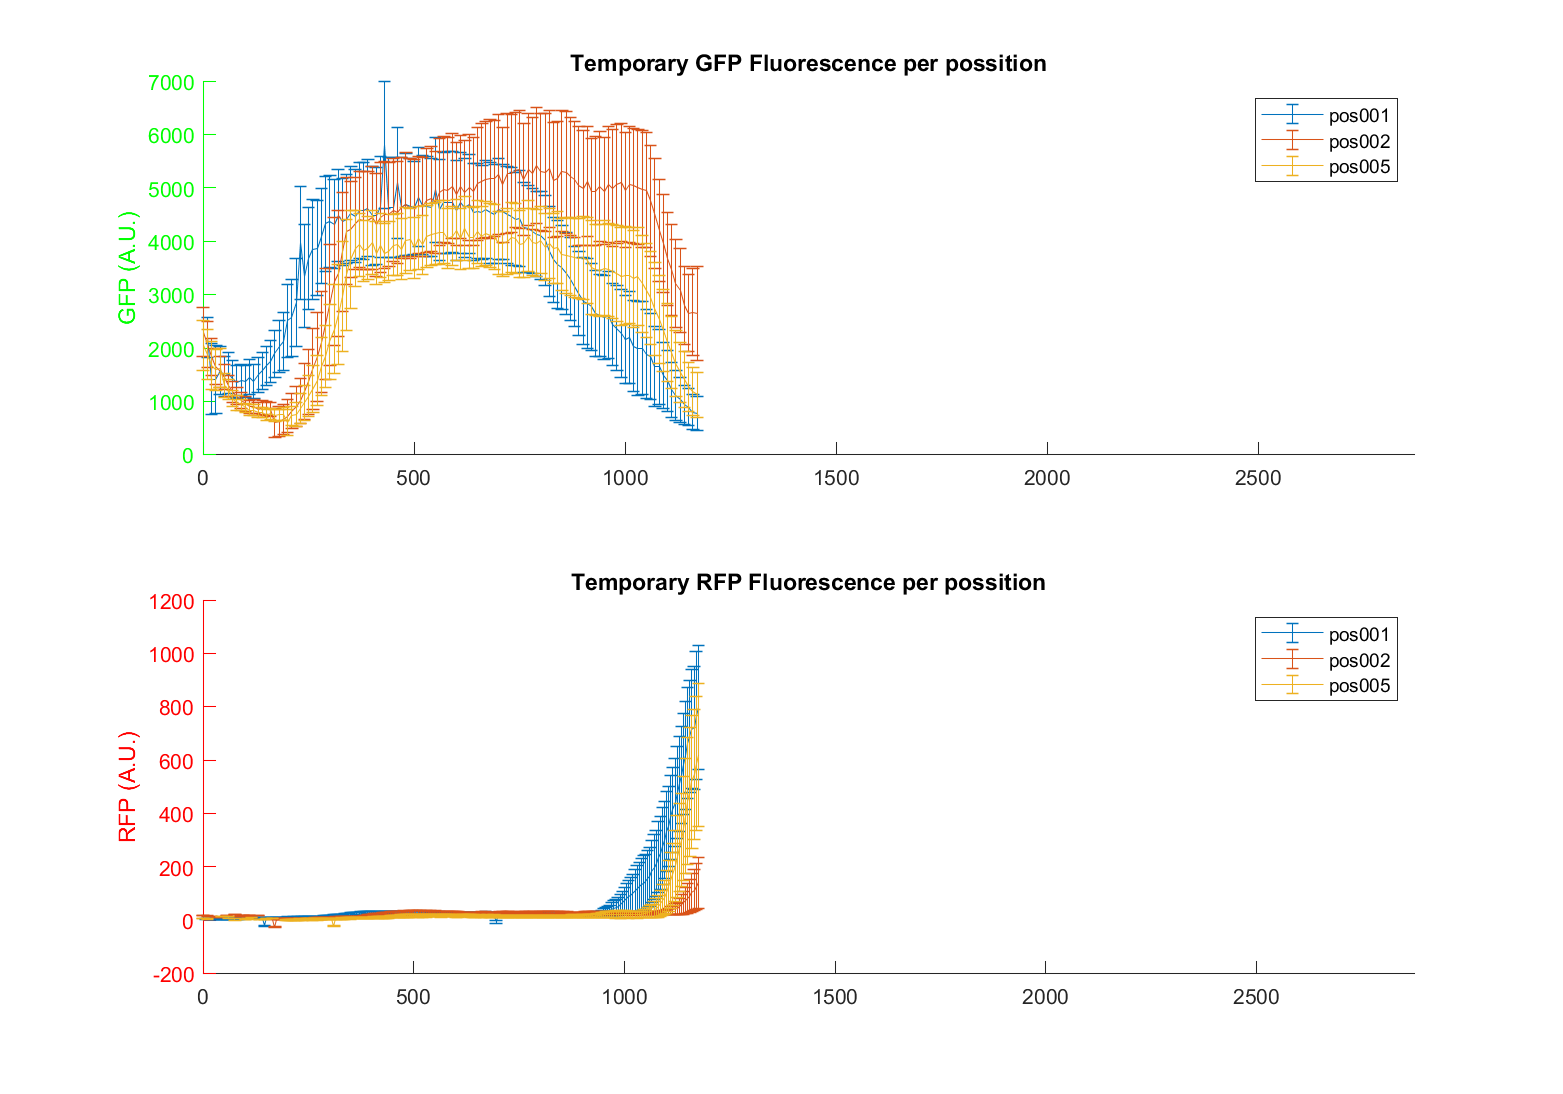 Temporary GFP Fluorescence per possition
7000
6000
5000
4000
3000
2000
1000
0
GFP (A.U.)
0 500 1000 1500 2000 2500
pos001
pos002
pos005
Temporary RFP Fluorescence per possition
1200
1000
800
600
400
200
0
-200
RFP (A.U.)
0 500 1000 1500 2000 2500
pos001
pos002
pos005